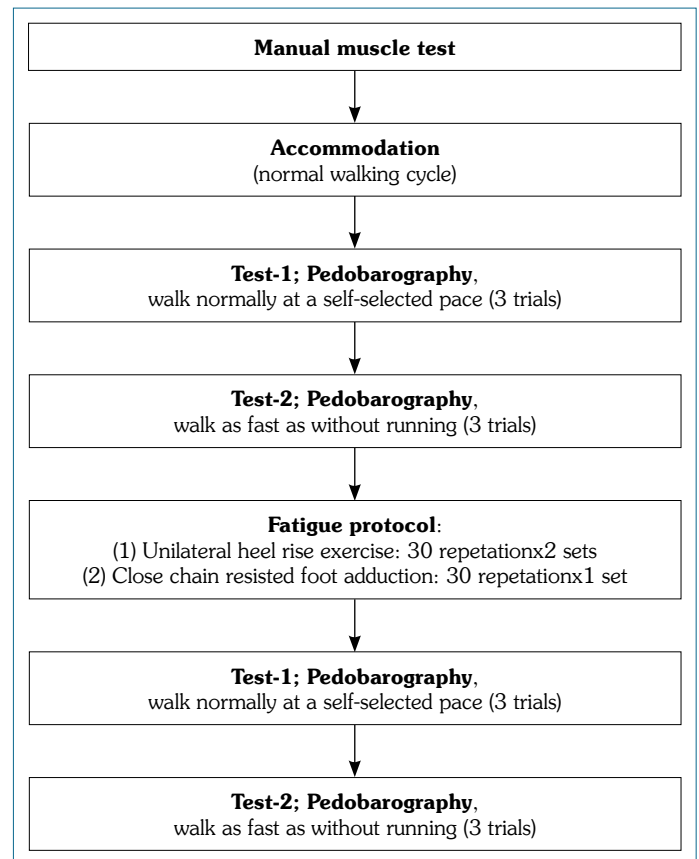 Manual muscle test
Accommodation
(normal walking cycle)
Test-1; Pedobarography,
walk normally at a self-selected pace (3 trials)
Test-2; Pedobarography,
walk as fast as without running (3 trials)
Fatigue protocol:
(1) Unilateral heel rise exercise: 30 repetationx2 sets
(2) Close chain resisted foot adduction: 30 repetationx1 set
Test-1; Pedobarography,
walk normally at a self-selected pace (3 trials)
Test-2; Pedobarography,
walk as fast as without running (3 trials)